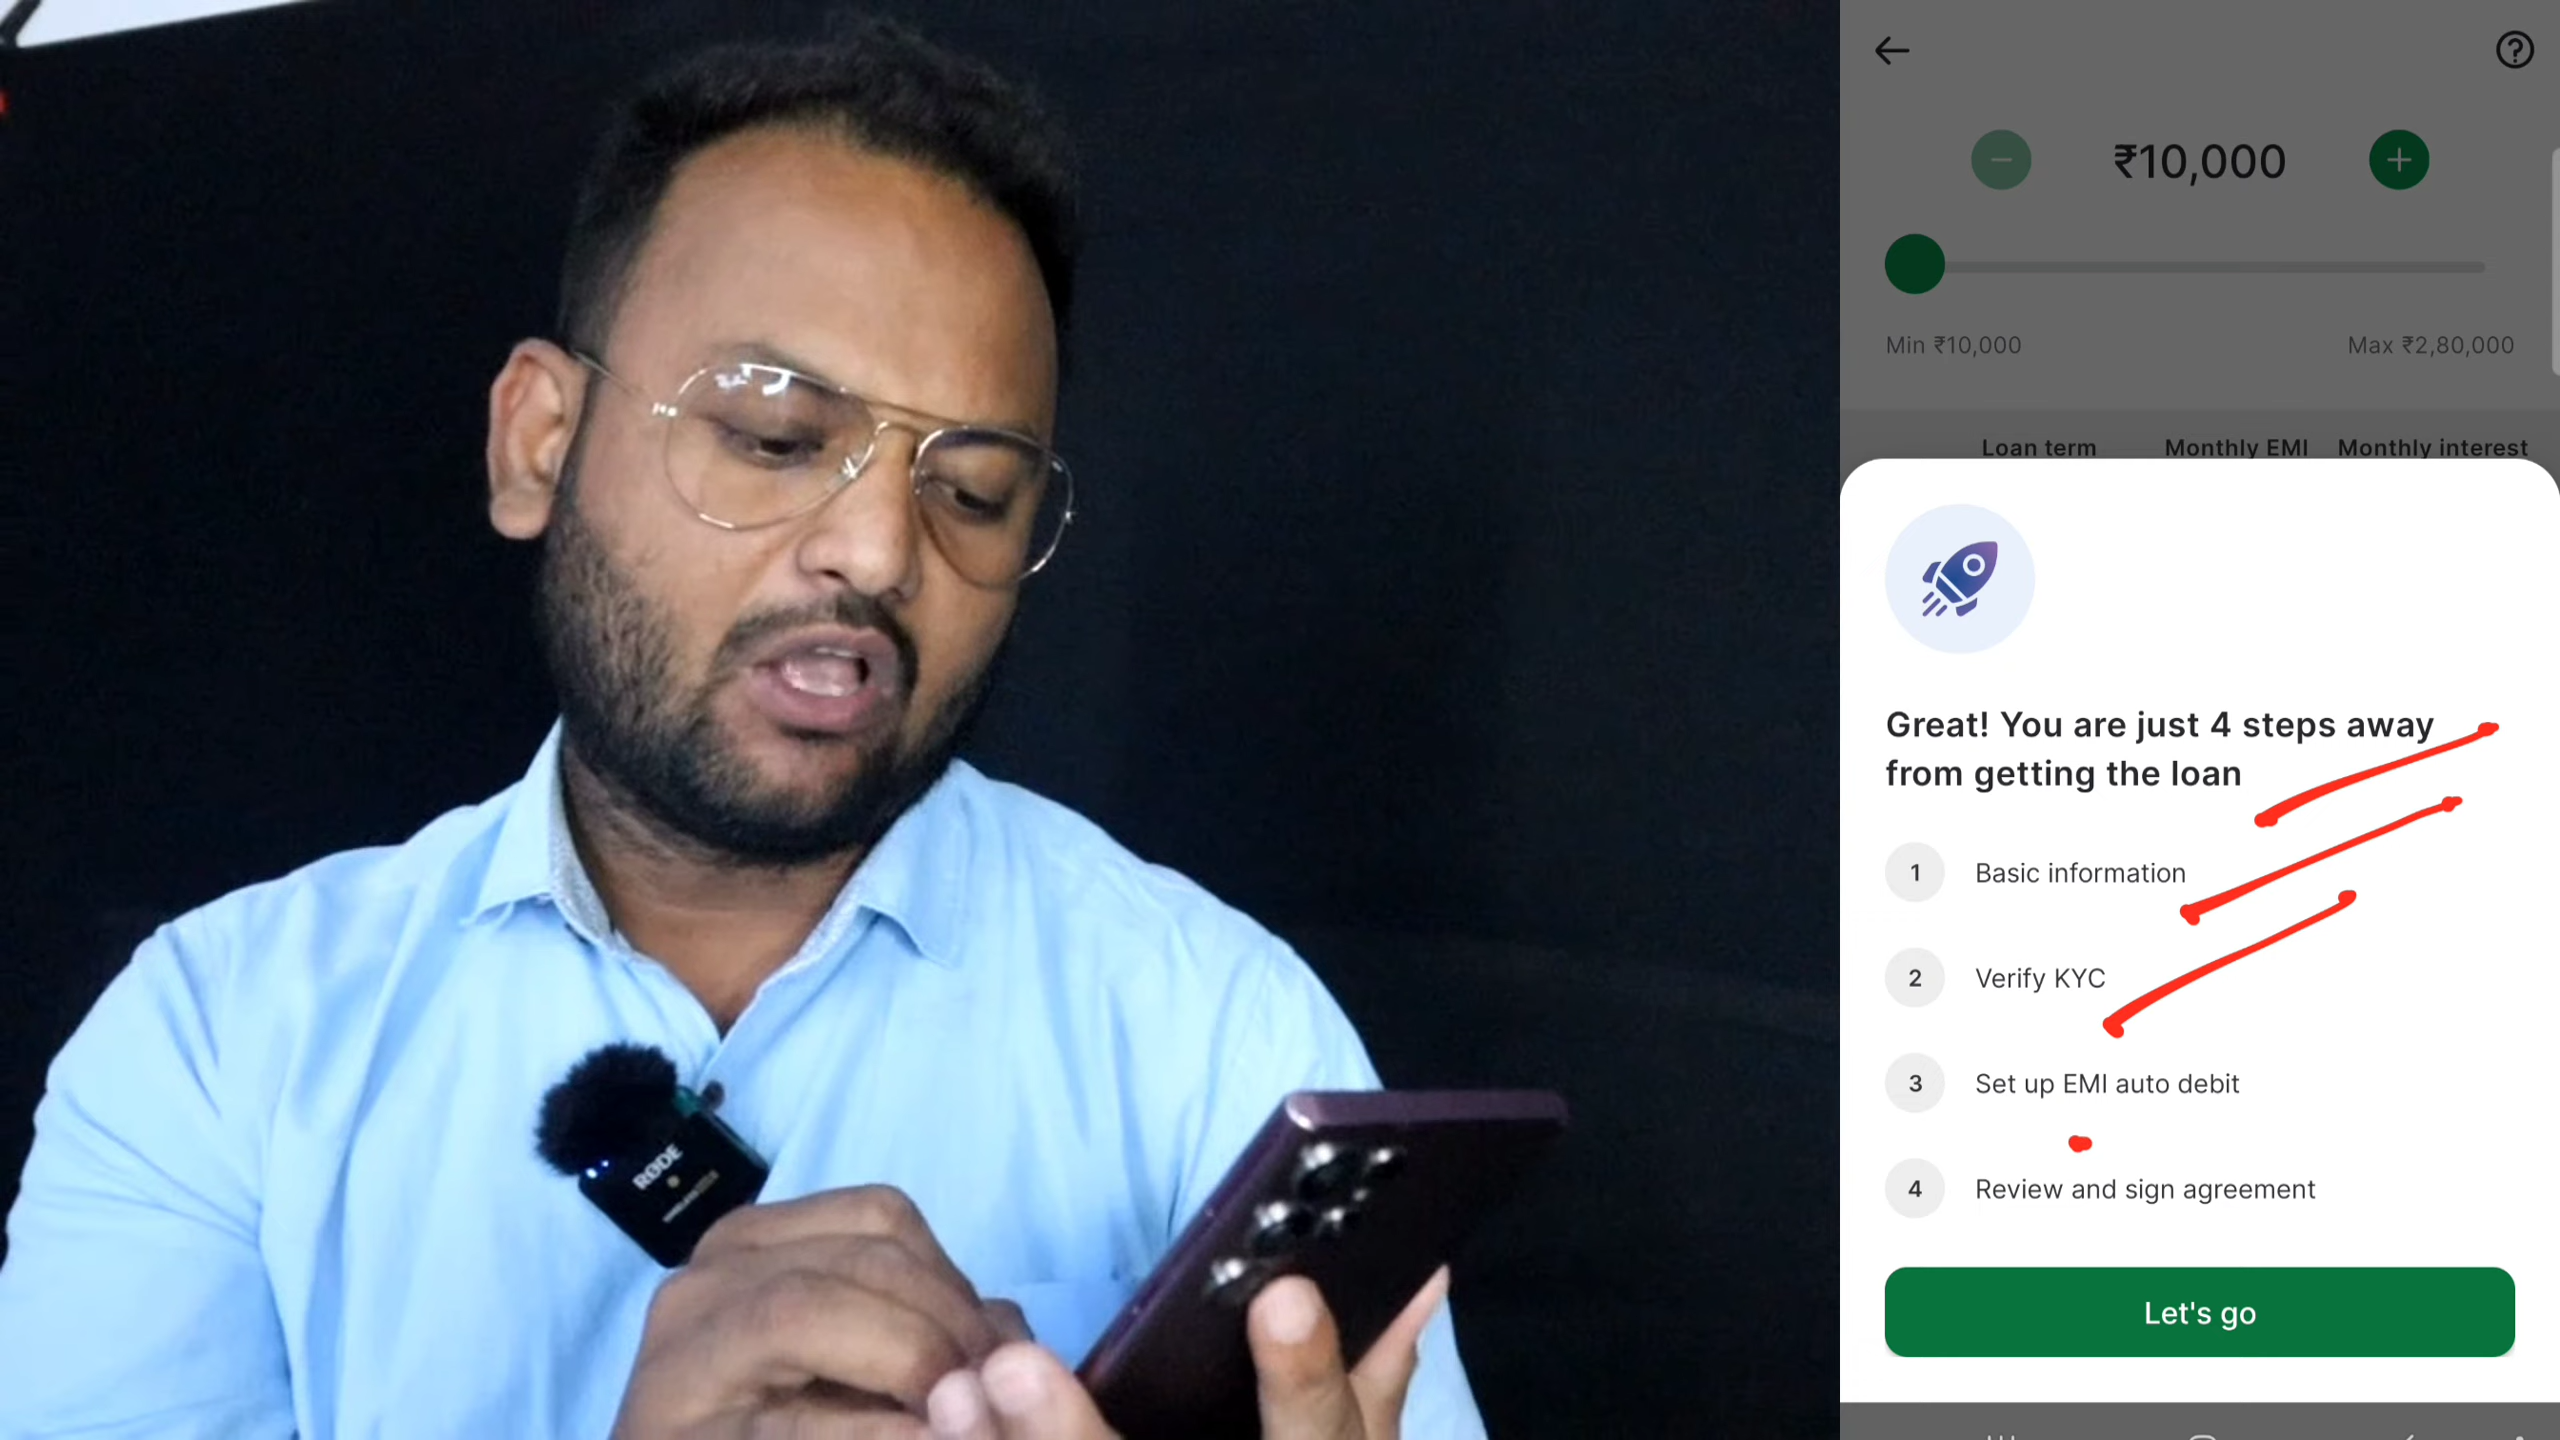 ₹10,000
Min ₹10,000
Max ₹2,80,000
Loan term Monthly EMI Monthly interest
Great! You are just 4 steps away
from getting the loan
1 Basic information
2 Verify KYC
3 Set up EMI auto debit
4 Review and sign agreement
Let's go
RØDE